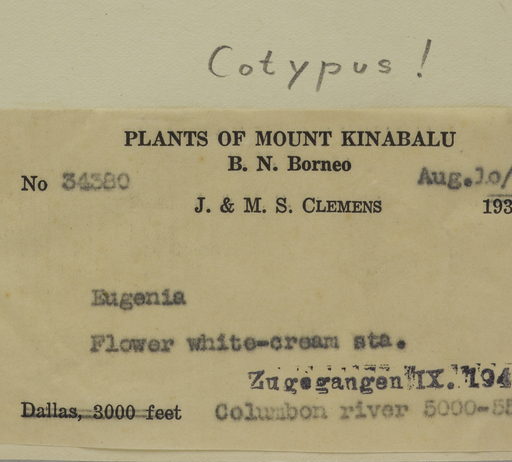 Cotypus!
PLANTS OF MOUNT KINABALU
B. N. Borneo
No 34380 Aug. 10/
J. & M. S. CLEMENS 193
Eugenia
Flower white-cream sta.
Zugegangen IX. 194
Dallas, 3000 feet Columbon river 5000-55